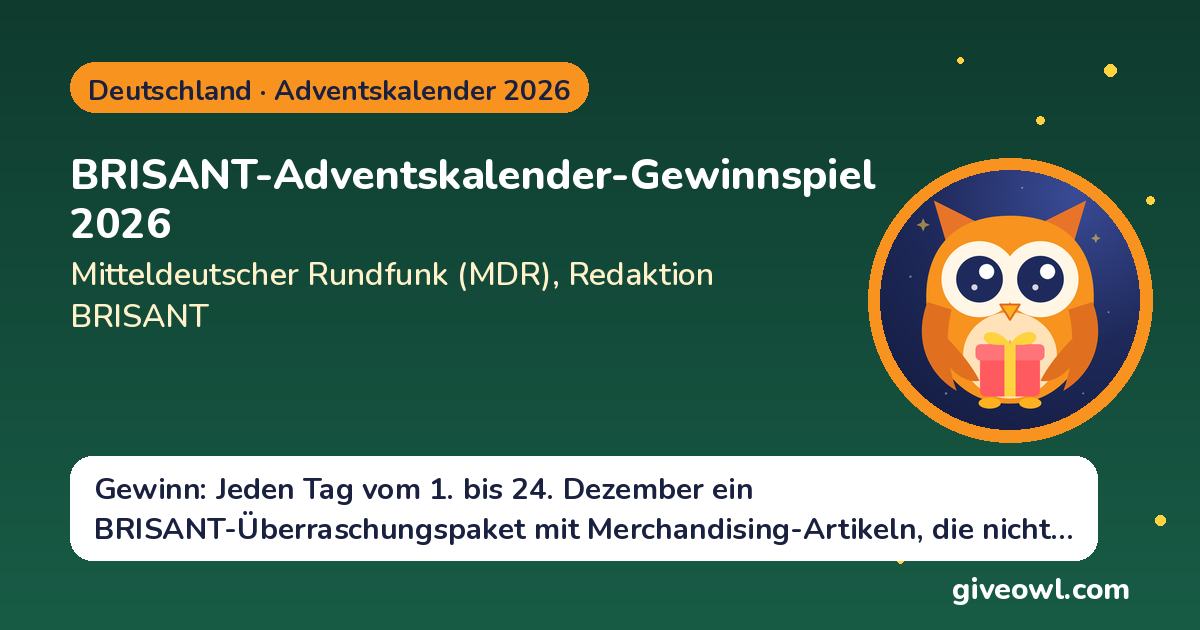 Deutschland · Adventskalender 2026
BRISANT-Adventskalender-Gewinnspiel
2026
Mitteldeutscher Rundfunk (MDR), Redaktion
BRISANT
Gewinn: Jeden Tag vom 1. bis 24. Dezember ein
BRISANT-Überraschungspaket mit Merchandising-Artikeln, die nicht...
giveowl.com